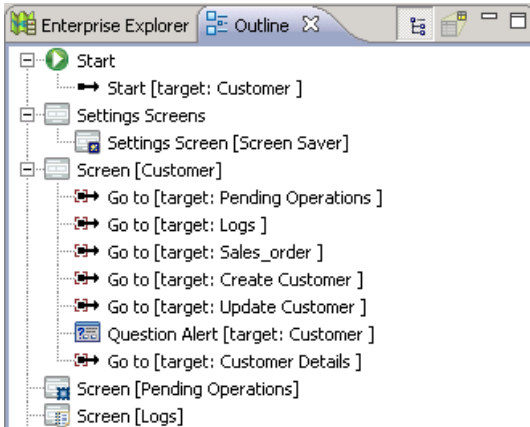 Enterprise Explorer Outline
Start
Start [target: Customer ]
Settings Screens
Settings Screen [Screen Saver]
Screen [Customer]
Go to [target: Pending Operations ]
Go to [target: Logs ]
Go to [target: Sales_order ]
Go to [target: Create Customer ]
Go to [target: Update Customer ]
Question Alert [target: Customer ]
Go to [target: Customer Details ]
Screen [Pending Operations]
Screen [Logs]